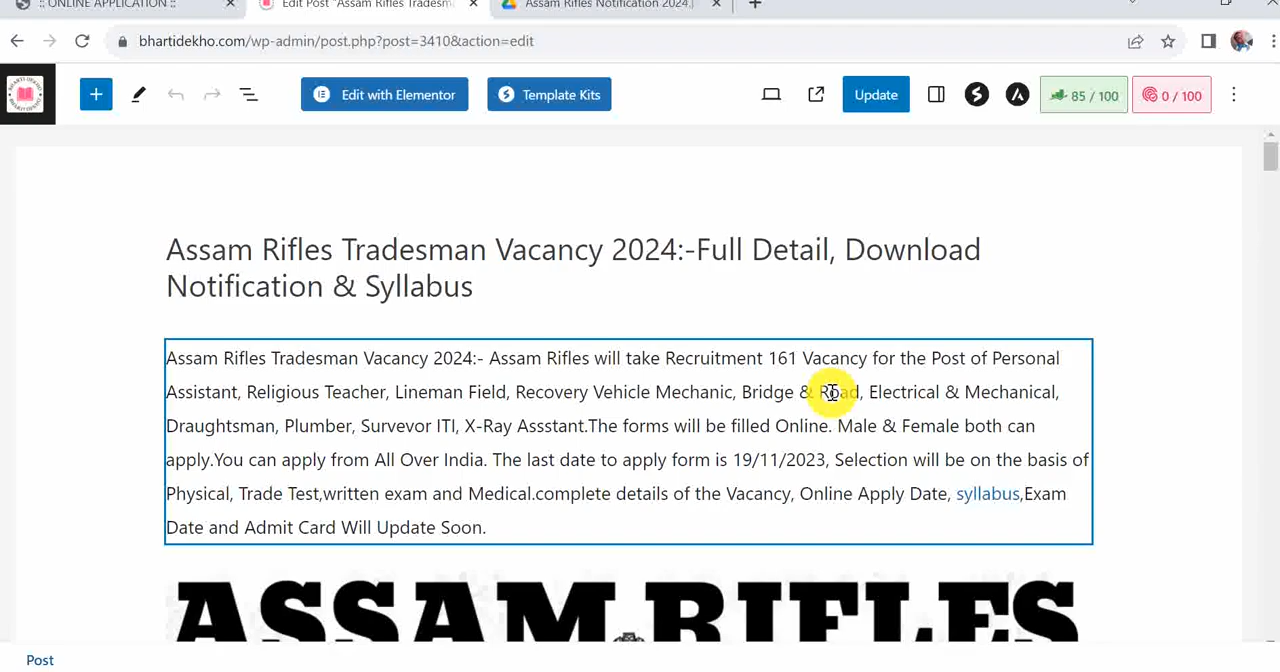 :: ONLINE APPLICATION ::
Edit Post "Assam Rifles Tradesm
Assam Rifles Notification 2024.
bhartidekho.com/wp-admin/post.php?post=3410&action=edit
Edit with Elementor
Template Kits
Update
85 / 100
0 / 100
Assam Rifles Tradesman Vacancy 2024:-Full Detail, Download
Notification & Syllabus
Assam Rifles Tradesman Vacancy 2024:- Assam Rifles will take Recruitment 161 Vacancy for the Post of Personal
Assistant, Religious Teacher, Lineman Field, Recovery Vehicle Mechanic, Bridge & Road, Electrical & Mechanical,
Draughtsman, Plumber, Survevor ITI, X-Ray Assstant.The forms will be filled Online. Male & Female both can
apply.You can apply from All Over India. The last date to apply form is 19/11/2023, Selection will be on the basis of
Physical, Trade Test,written exam and Medical.complete details of the Vacancy, Online Apply Date, syllabus,Exam
Date and Admit Card Will Update Soon.
ASSAM RIFLES
Post